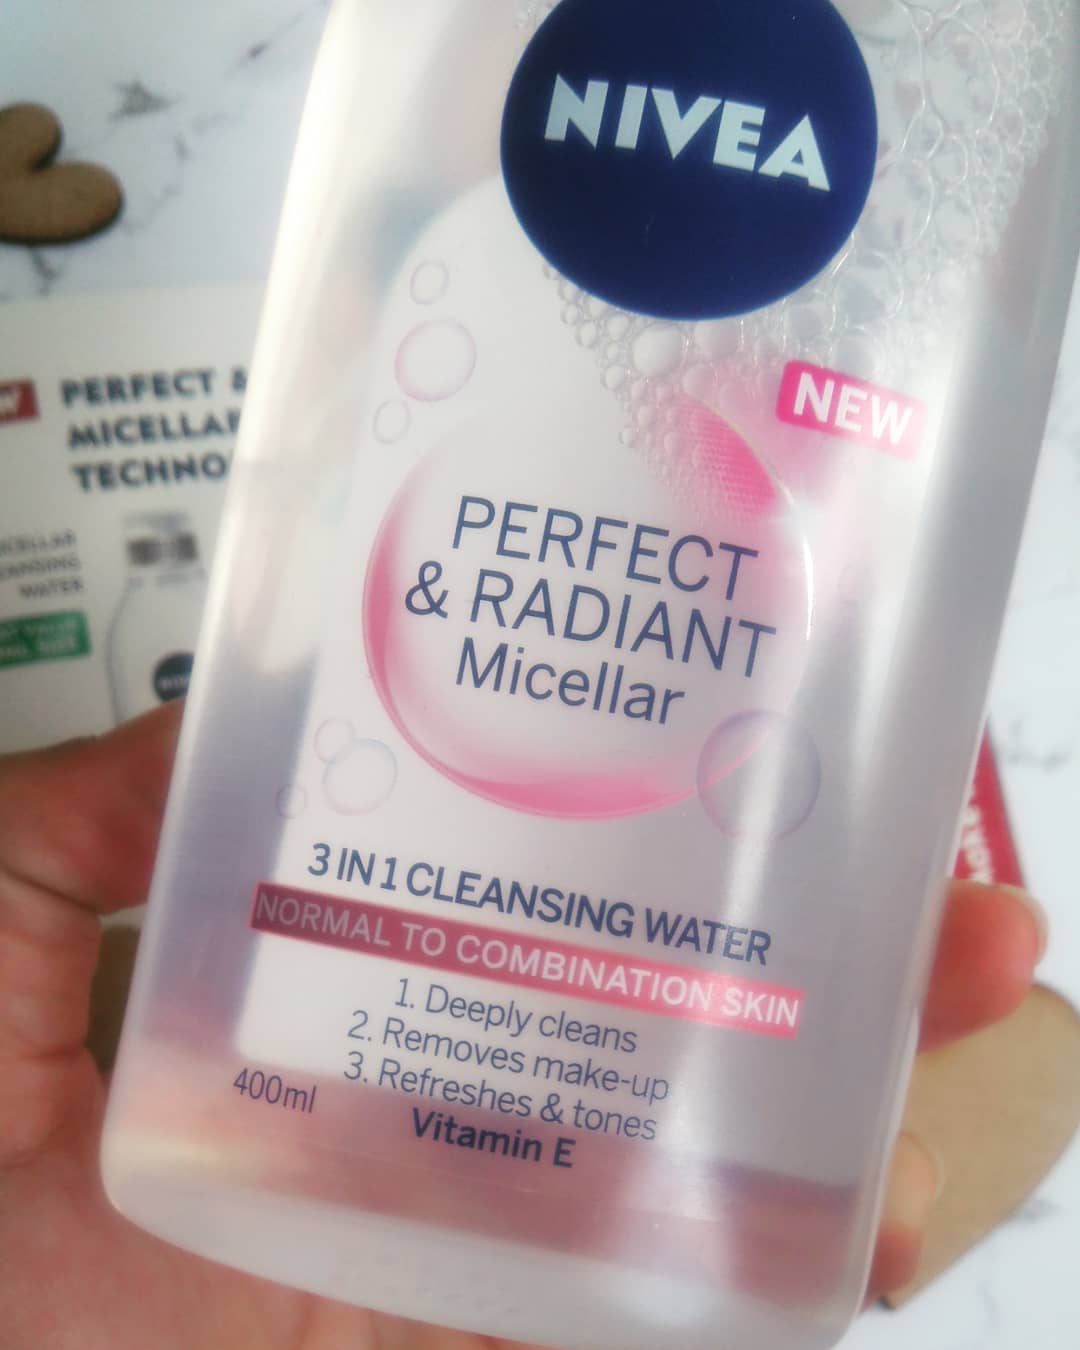 NIVEA
NEW
PERFECT
& RADIANT
Micellar
3 IN 1 CLEANSING WATER
NORMAL TO COMBINATION SKIN
1. Deeply cleans
2. Removes make-up
3. Refreshes & tones
400ml
Vitamin E
PERFECT &
MICELLAR
TECHNO
WATER